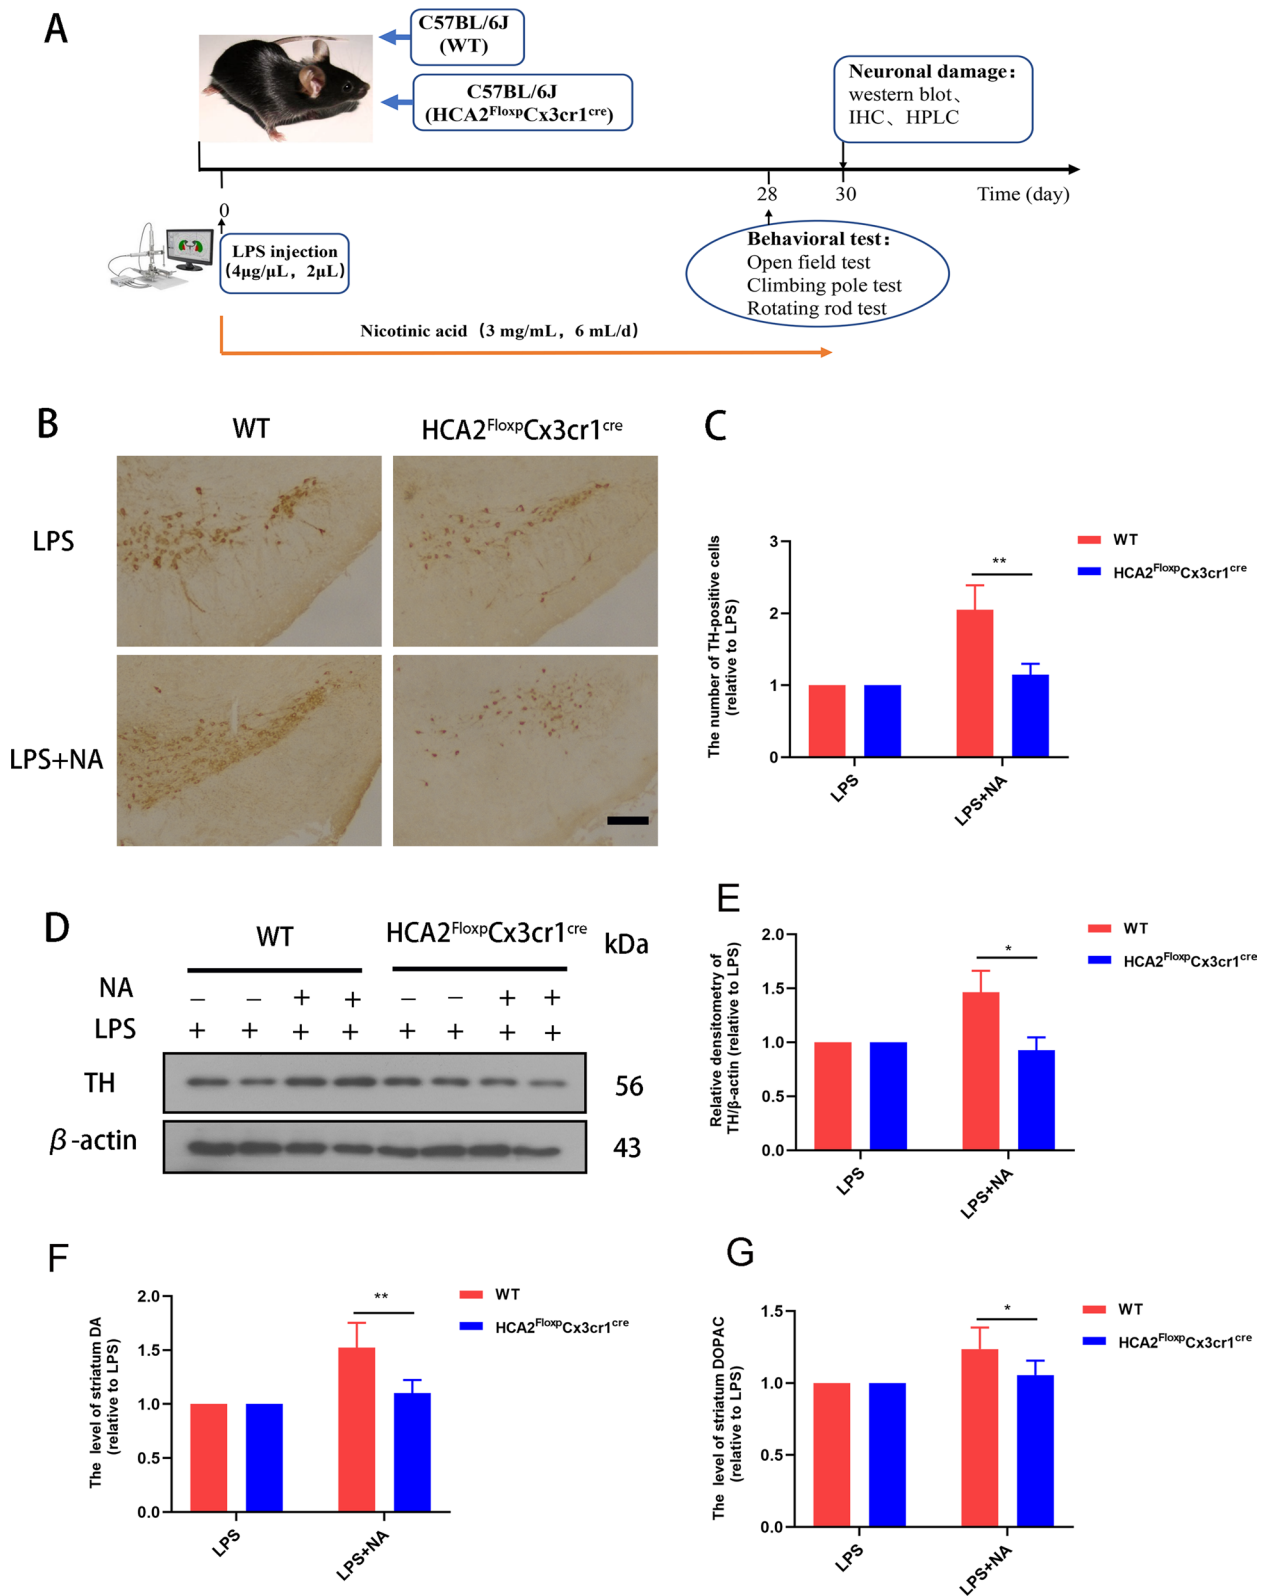 A
C57BL/6J
(WT)
C57BL/6J
(HCA2FloxpCx3cr1cre)
Neuronal damage：
western blot、
IHC、HPLC
0
28
30
Time (day)
LPS injection
(4μg/μL，2μL)
Behavioral test：
Open field test
Climbing pole test
Rotating rod test
Nicotinic acid（3 mg/mL，6 mL/d）
B
WT
HCA2FloxpCx3cr1cre
LPS
LPS+NA
C
The number of TH-positive cells
(relative to LPS)
3
2
1
0
**
LPS
LPS+NA
WT
HCA2FloxpCx3cr1cre
D
WT
HCA2FloxpCx3cr1cre
kDa
NA
− − + + − − + +
LPS
+ + + + + + + +
TH
56
β-actin
43
E
Relative densitometry of
TH/β-actin (relative to LPS)
2.0
1.5
1.0
0.5
0.0
*
LPS
LPS+NA
WT
HCA2FloxpCx3cr1cre
F
The level of striatum DA
(relative to LPS)
2.0
1.5
1.0
0.5
0.0
**
LPS
LPS+NA
WT
HCA2FloxpCx3cr1cre
G
The level of striatum DOPAC
(relative to LPS)
1.5
1.0
0.5
0.0
*
LPS
LPS+NA
WT
HCA2FloxpCx3cr1cre